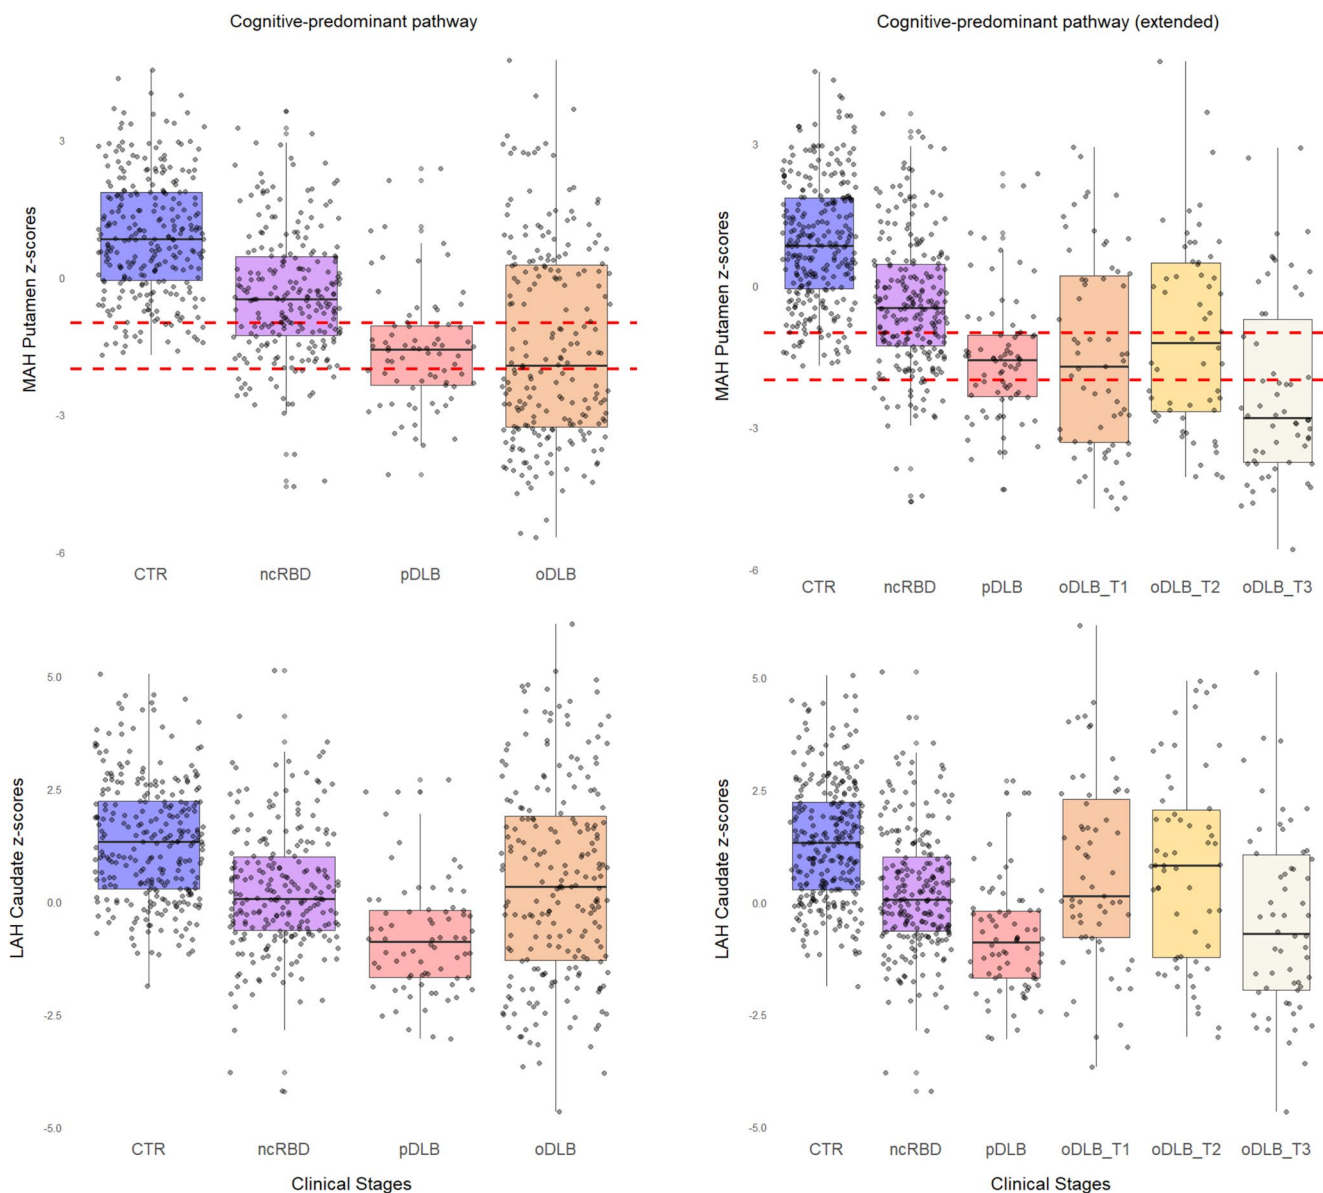 Cognitive-predominant pathway
Cognitive-predominant pathway (extended)
MAH Putamen z-scores
3
0
-3
-6
CTR ncRBD pDLB oDLB
MAH Putamen z-scores
3
0
-3
-6
CTR ncRBD pDLB oDLB_T1 oDLB_T2 oDLB_T3
LAH Caudate z-scores
5.0
2.5
0.0
-2.5
-5.0
CTR ncRBD pDLB oDLB
Clinical Stages
LAH Caudate z-scores
5.0
2.5
0.0
-2.5
-5.0
CTR ncRBD pDLB oDLB_T1 oDLB_T2 oDLB_T3
Clinical Stages